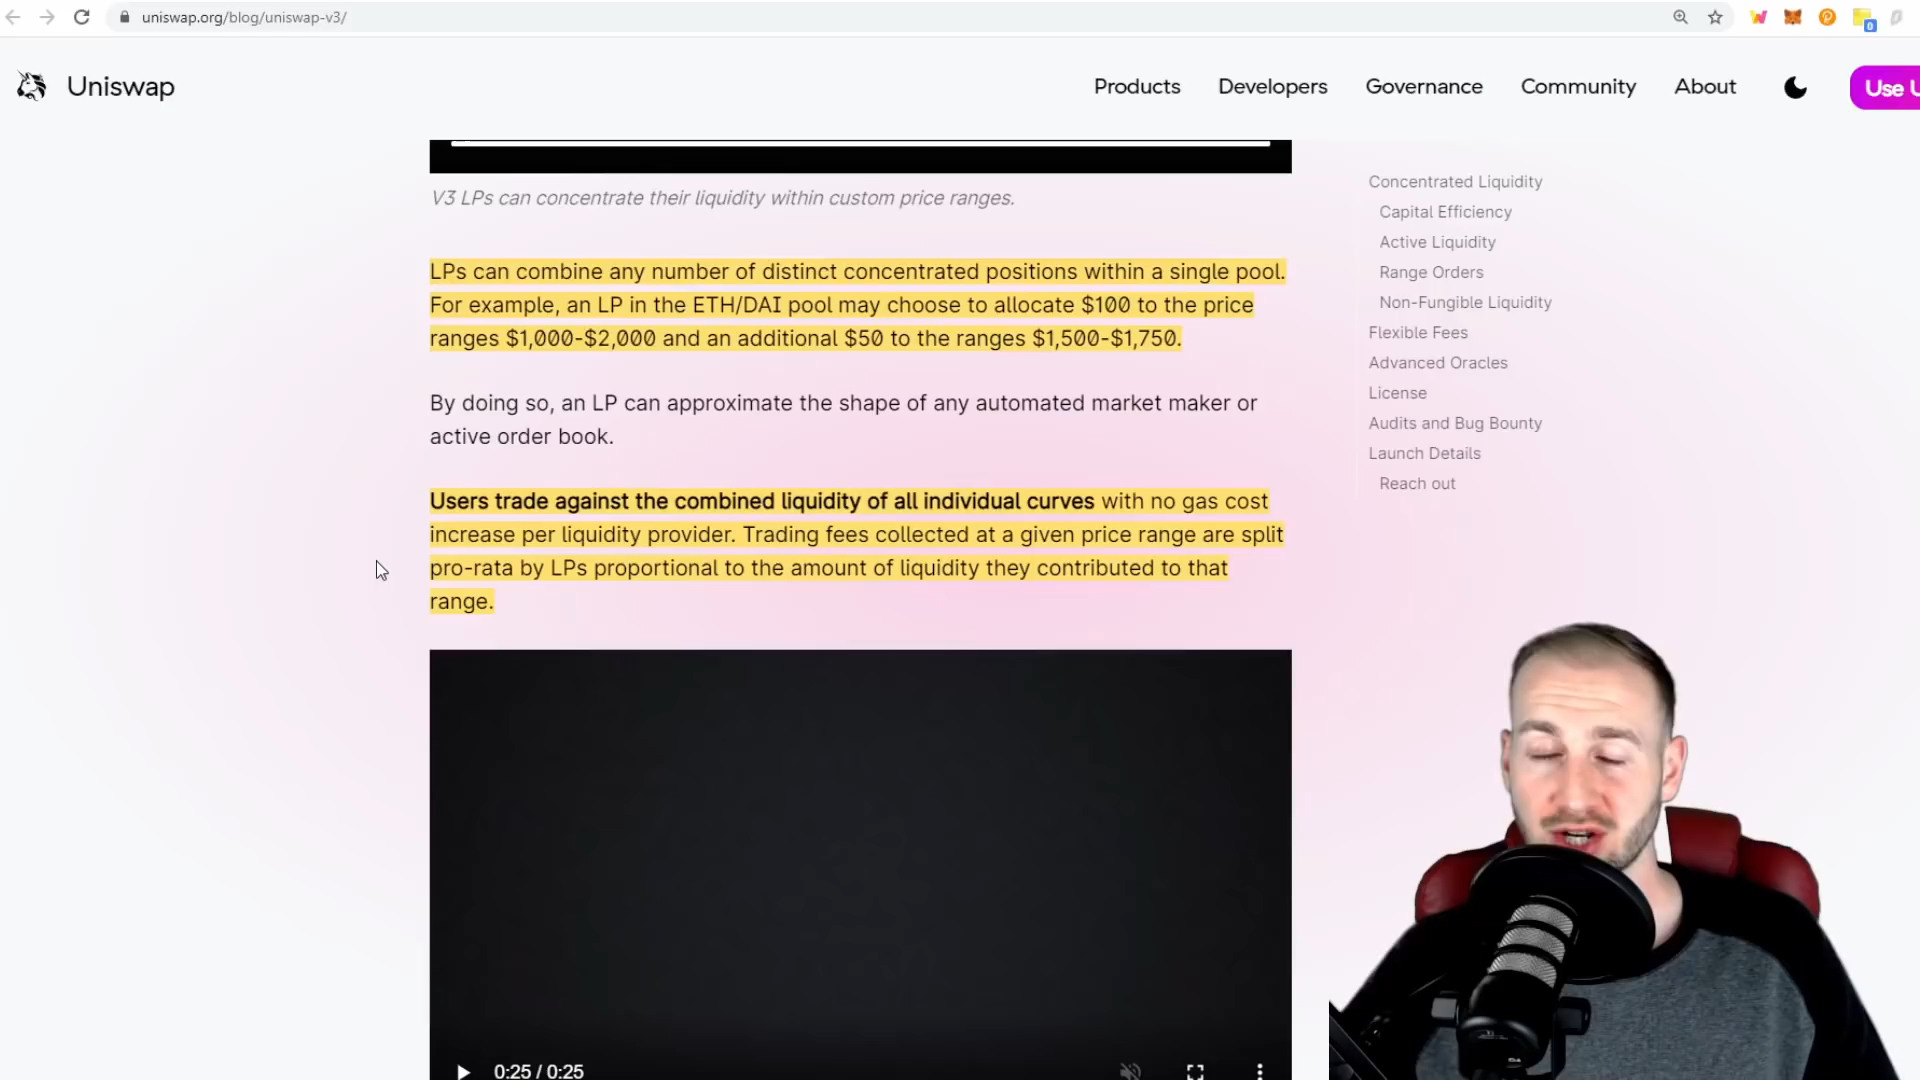 uniswap.org/blog/uniswap-v3/
0
Uniswap
Products Developers Governance Community About
Use U
V3 LPs can concentrate their liquidity within custom price ranges.
LPs can combine any number of distinct concentrated positions within a single pool.
For example, an LP in the ETH/DAI pool may choose to allocate $100 to the price
ranges $1,000-$2,000 and an additional $50 to the ranges $1,500-$1,750.
By doing so, an LP can approximate the shape of any automated market maker or
active order book.
Users trade against the combined liquidity of all individual curves with no gas cost
increase per liquidity provider. Trading fees collected at a given price range are split
pro-rata by LPs proportional to the amount of liquidity they contributed to that
range.
0:25 / 0:25
Concentrated Liquidity
Capital Efficiency
Active Liquidity
Range Orders
Non-Fungible Liquidity
Flexible Fees
Advanced Oracles
License
Audits and Bug Bounty
Launch Details
Reach out